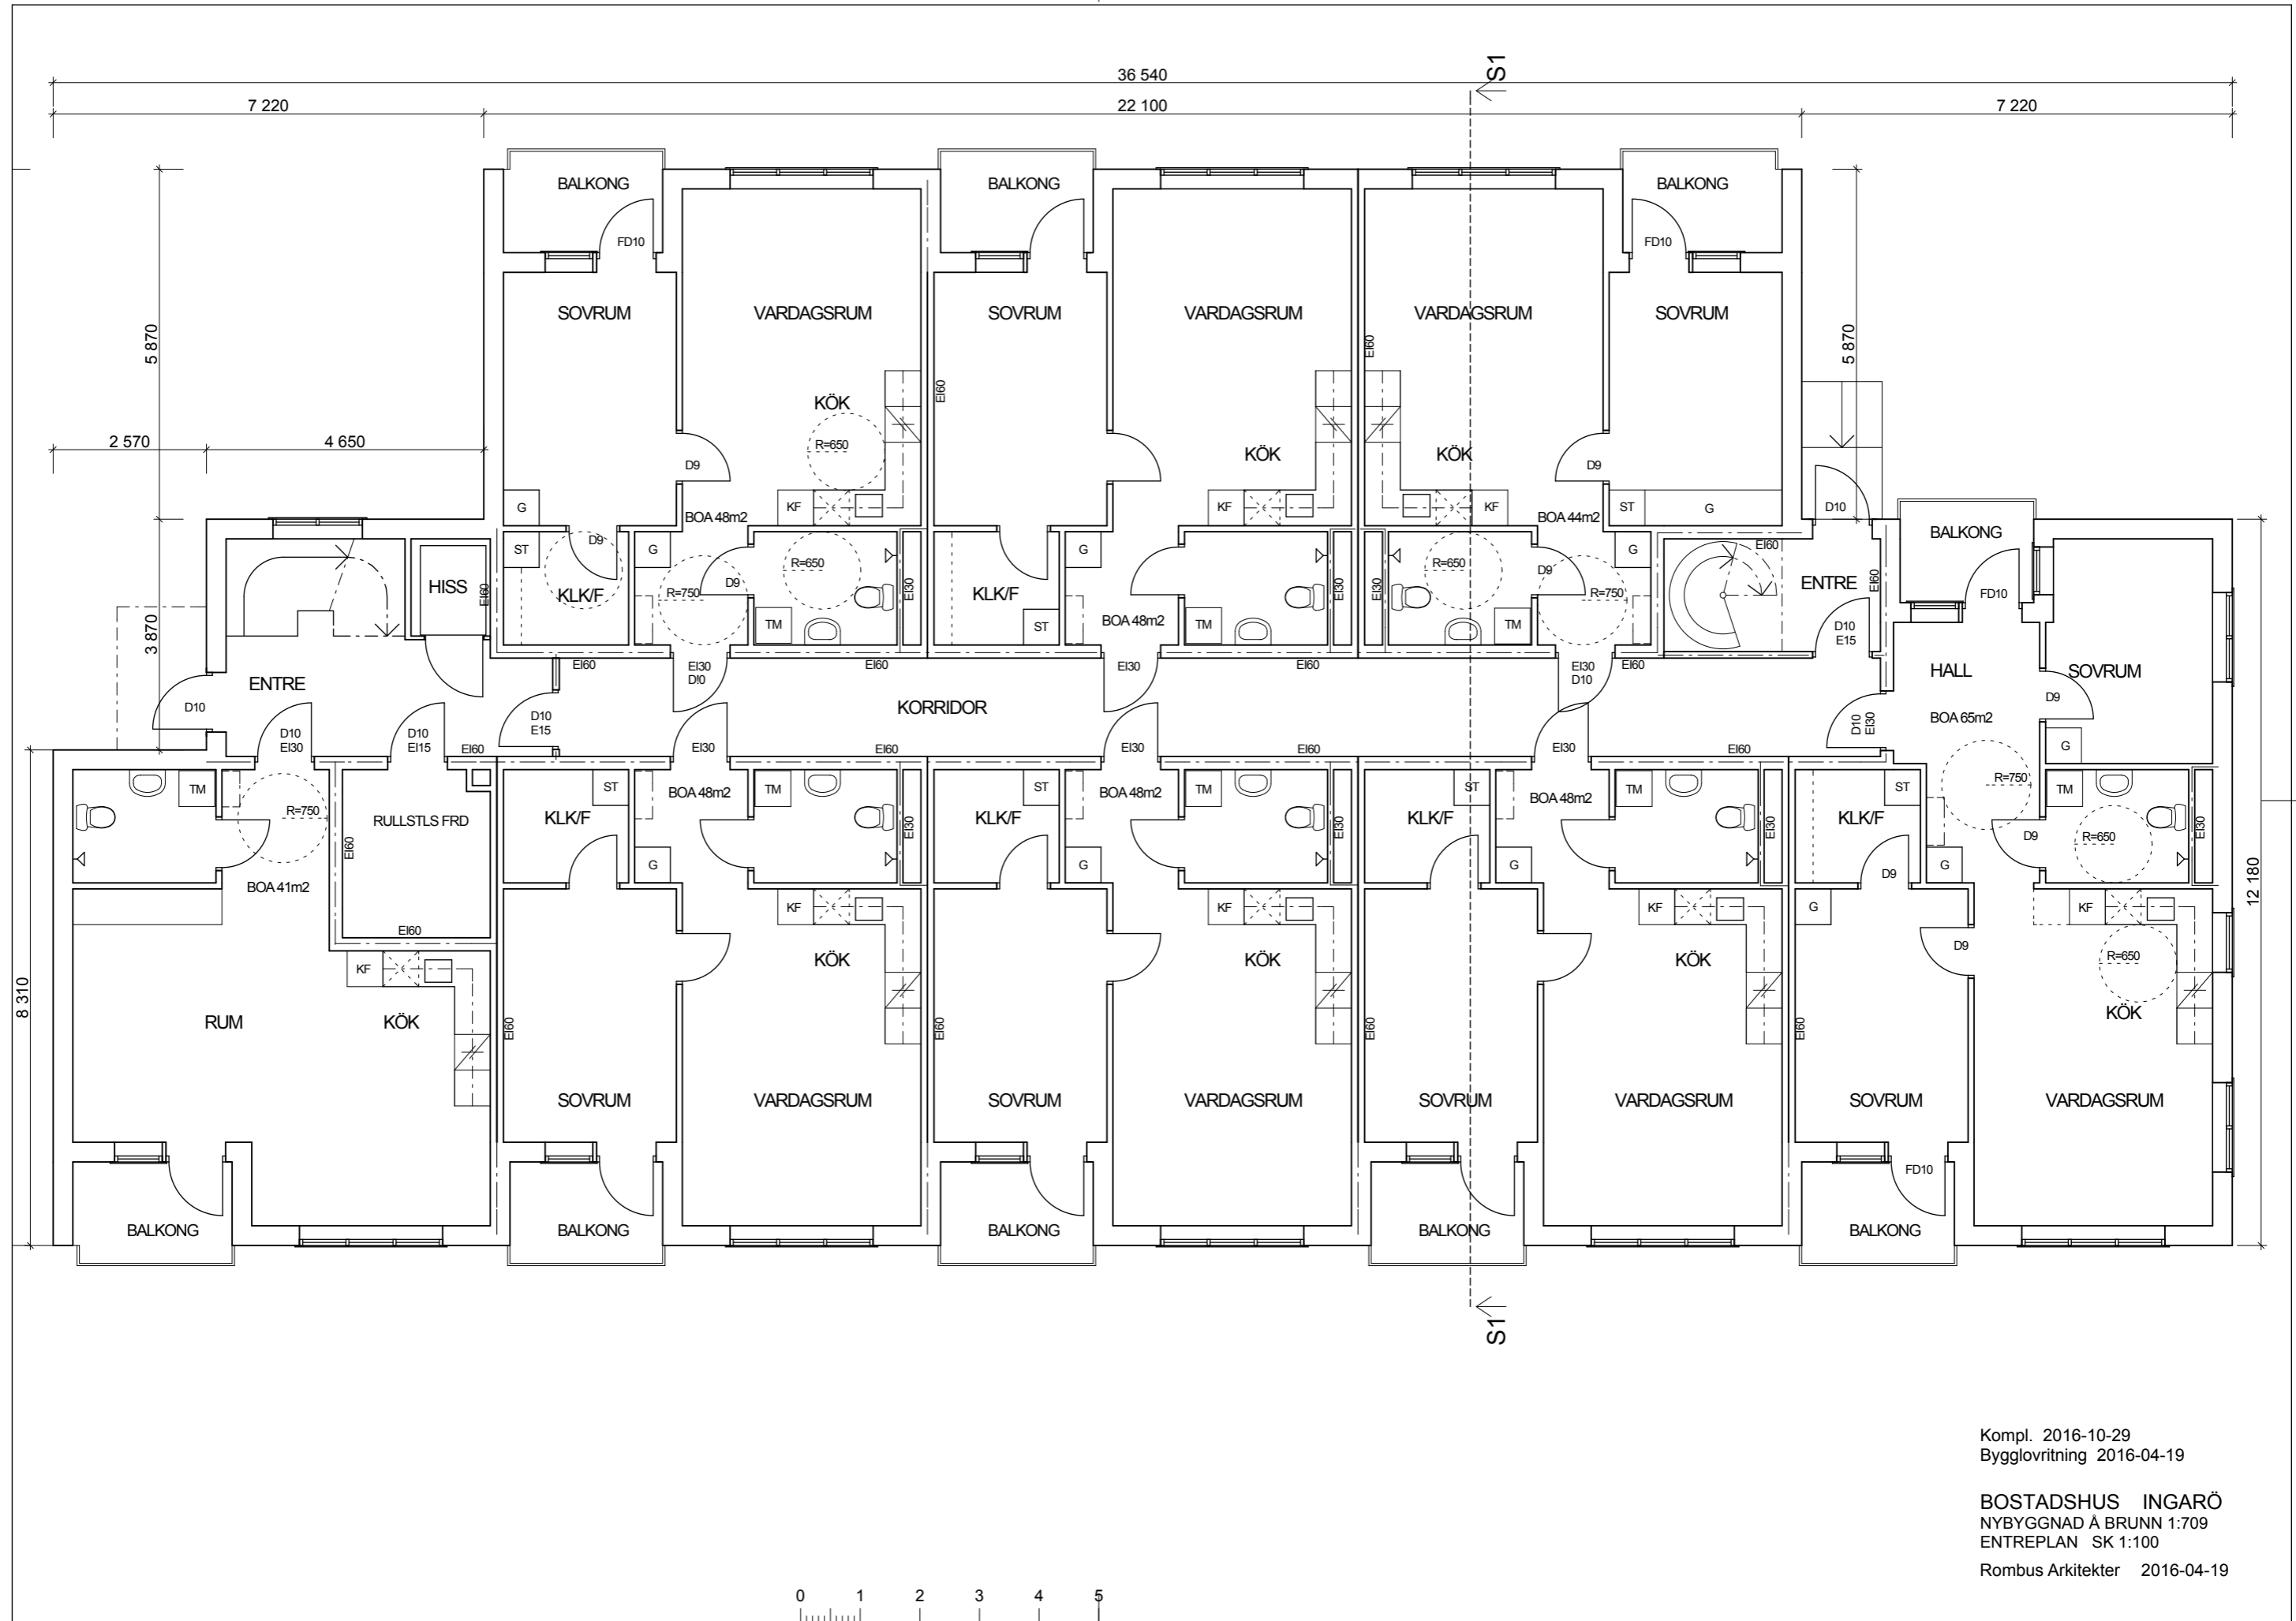 S1
36 540
7 220
22 100
7 220
BALKONG
BALKONG
BALKONG
FD10
FD10
SOVRUM
VARDAGSRUM
SOVRUM
VARDAGSRUM
VARDAGSRUM
SOVRUM
5 870
5 870
EI60
EI60
KÖK
2 570
4 650
R=650
KÖK
KÖK
D9
D9
G
KF
KF
KF
ST
G
D10
BOA 48m2
BOA 44m2
BALKONG
ST
D9
G
G
G
EI60
HISS
EI60
KLK/F
D9
R=650
EI30
KLK/F
EI30
EI30
R=650
D9
R=750
ENTRE
EI60
FD10
R=750
3 870
TM
ST
BOA 48m2
TM
TM
D10
E15
ENTRE
EI60
EI30
D!0
EI60
EI30
EI60
EI30
D10
EI60
HALL
SOVRUM
D10
D10
E15
KORRIDOR
D9
BOA 65m2
D10
EI30
D10
EI30
D10
EI15
EI60
EI30
EI60
EI30
EI60
EI30
EI60
G
TM
R=750
RULLSTLS FRD
EI60
ST
KLK/F
BOA 48m2
TM
EI30
ST
KLK/F
BOA 48m2
TM
EI30
ST
KLK/F
BOA 48m2
TM
EI30
ST
KLK/F
R=750
TM
EI30
D9
R=650
BOA 41m2
G
G
G
D9
G
12 180
EI60
KF
KF
KF
G
KF
D9
KF
KÖK
KÖK
KÖK
R=650
8 310
RUM
KÖK
EI60
EI60
EI60
EI60
KÖK
SOVRUM
VARDAGSRUM
SOVRUM
VARDAGSRUM
SOVRUM
VARDAGSRUM
SOVRUM
VARDAGSRUM
FD10
BALKONG
BALKONG
BALKONG
BALKONG
BALKONG
S1
Kompl. 2016-10-29
Bygglovritning 2016-04-19
BOSTADSHUS INGARÖ
NYBYGGNAD Å BRUNN 1:709
ENTREPLAN SK 1:100
Rombus Arkitekter 2016-04-19
0 1 2 3 4 5